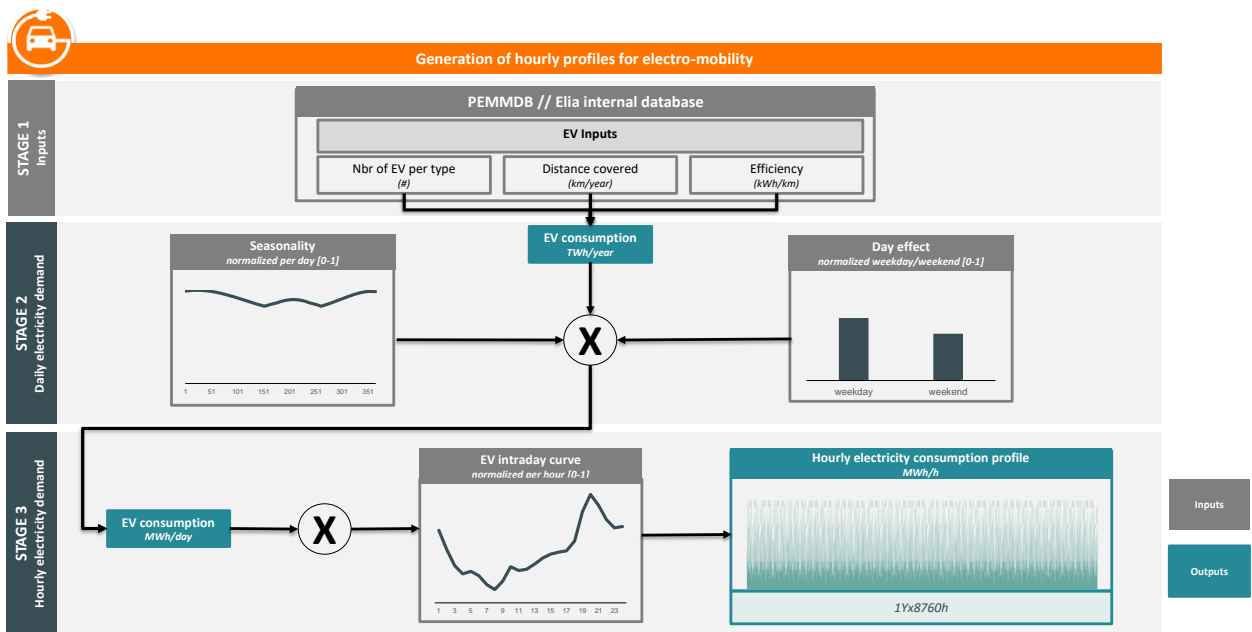 Generation of hourly profiles for electro-mobility
STAGE 1
Inputs
PEMMDB // Elia internal database
EV Inputs
Nbr of EV per type
(#)
Distance covered
(km/year)
Efficiency
(kWh/km)
STAGE 2
Daily electricity demand
EV consumption
TWh/year
Seasonality
normalized per day [0-1]
1 51 101 151 201 251 301 351
X
Day effect
normalized weekday/weekend [0-1]
weekday weekend
STAGE 3
Hourly electricity demand
EV consumption
MWh/day
X
EV intraday curve
normalized per hour [0-1]
1 3 5 7 9 11 13 15 17 19 21 23
Hourly electricity consumption profile
MWh/h
1Yx8760h
Inputs
Outputs